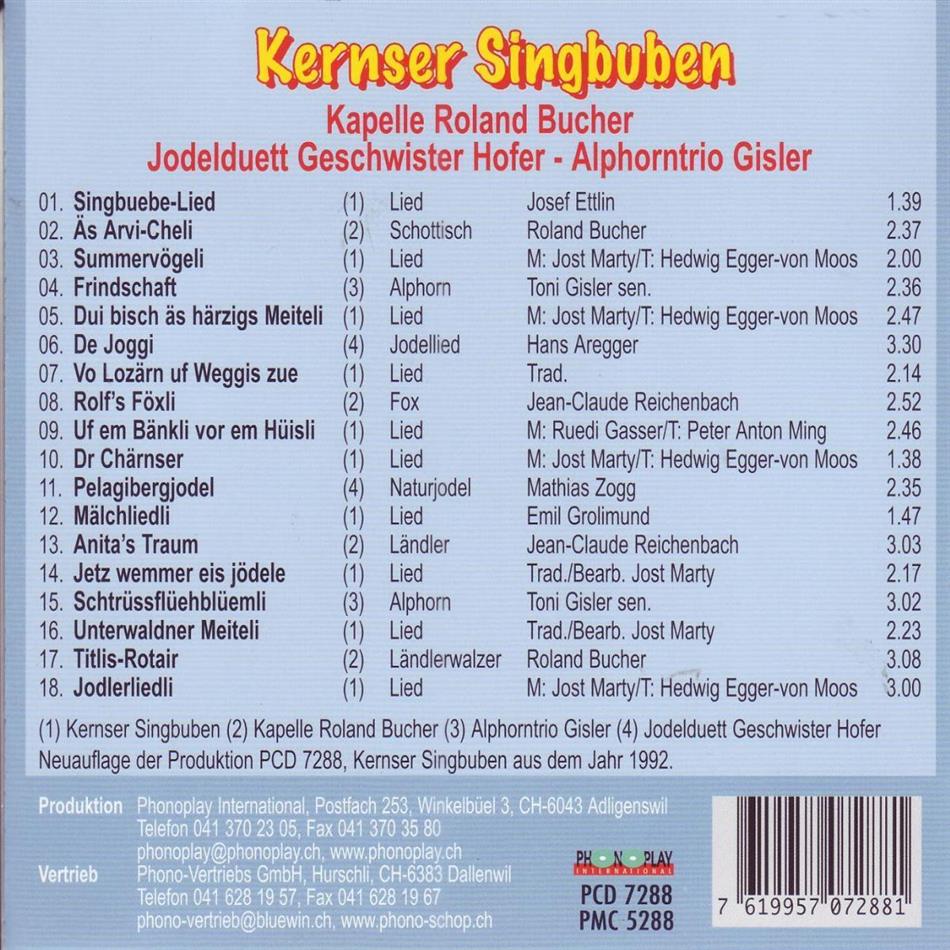 Kernser Singbuben
Kapelle Roland Bucher
Jodelduett Geschwister Hofer - Alphorntrio Gisler
01. Singbuebe-Lied (1) Lied Josef Ettlin 1.39
02. Äs Arvi-Cheli (2) Schottisch Roland Bucher 2.37
03. Summervögeli (1) Lied M: Jost Marty/T: Hedwig Egger-von Moos 2.00
04. Frindschaft (3) Alphorn Toni Gisler sen. 2.36
05. Dui bisch äs härzigs Meiteli (1) Lied M: Jost Marty/T: Hedwig Egger-von Moos 2.47
06. De Joggi (4) Jodellied Hans Aregger 3.30
07. Vo Lozärn uf Weggis zue (1) Lied Trad. 2.14
08. Rolf's Föxli (2) Fox Jean-Claude Reichenbach 2.52
09. Uf em Bänkli vor em Hüisli (1) Lied M: Ruedi Gasser/T: Peter Anton Ming 2.46
10. Dr Chärnser (1) Lied M: Jost Marty/T: Hedwig Egger-von Moos 1.38
11. Pelagibergjodel (4) Naturjodel Mathias Zogg 2.35
12. Mälchliedli (1) Lied Emil Grolimund 1.47
13. Anita's Traum (2) Ländler Jean-Claude Reichenbach 3.03
14. Jetz wemmer eis jödele (1) Lied Trad./Bearb. Jost Marty 2.17
15. Schtrüssflüehblüemli (3) Alphorn Toni Gisler sen. 3.02
16. Unterwaldner Meiteli (1) Lied Trad./Bearb. Jost Marty 2.23
17. Titlis-Rotair (2) Ländlerwalzer Roland Bucher 3.08
18. Jodlerliedli (1) Lied M: Jost Marty/T: Hedwig Egger-von Moos 3.00
(1) Kernser Singbuben (2) Kapelle Roland Bucher (3) Alphorntrio Gisler (4) Jodelduett Geschwister Hofer
Neuauflage der Produktion PCD 7288, Kernser Singbuben aus dem Jahr 1992.
Produktion Phonoplay International, Postfach 253, Winkelbüel 3, CH-6043 Adligenswil
Telefon 041 370 23 05, Fax 041 370 35 80
phonoplay@phonoplay.ch, www.phonoplay.ch
Vertrieb Phono-Vertriebs GmbH, Hurschli, CH-6383 Dallenwil
Telefon 041 628 19 57, Fax 041 628 19 67
phono-vertrieb@bluewin.ch, www.phono-schop.ch
PHONOPLAY
INTERNATIONAL
PCD 7288
PMC 5288
7 619957 072881